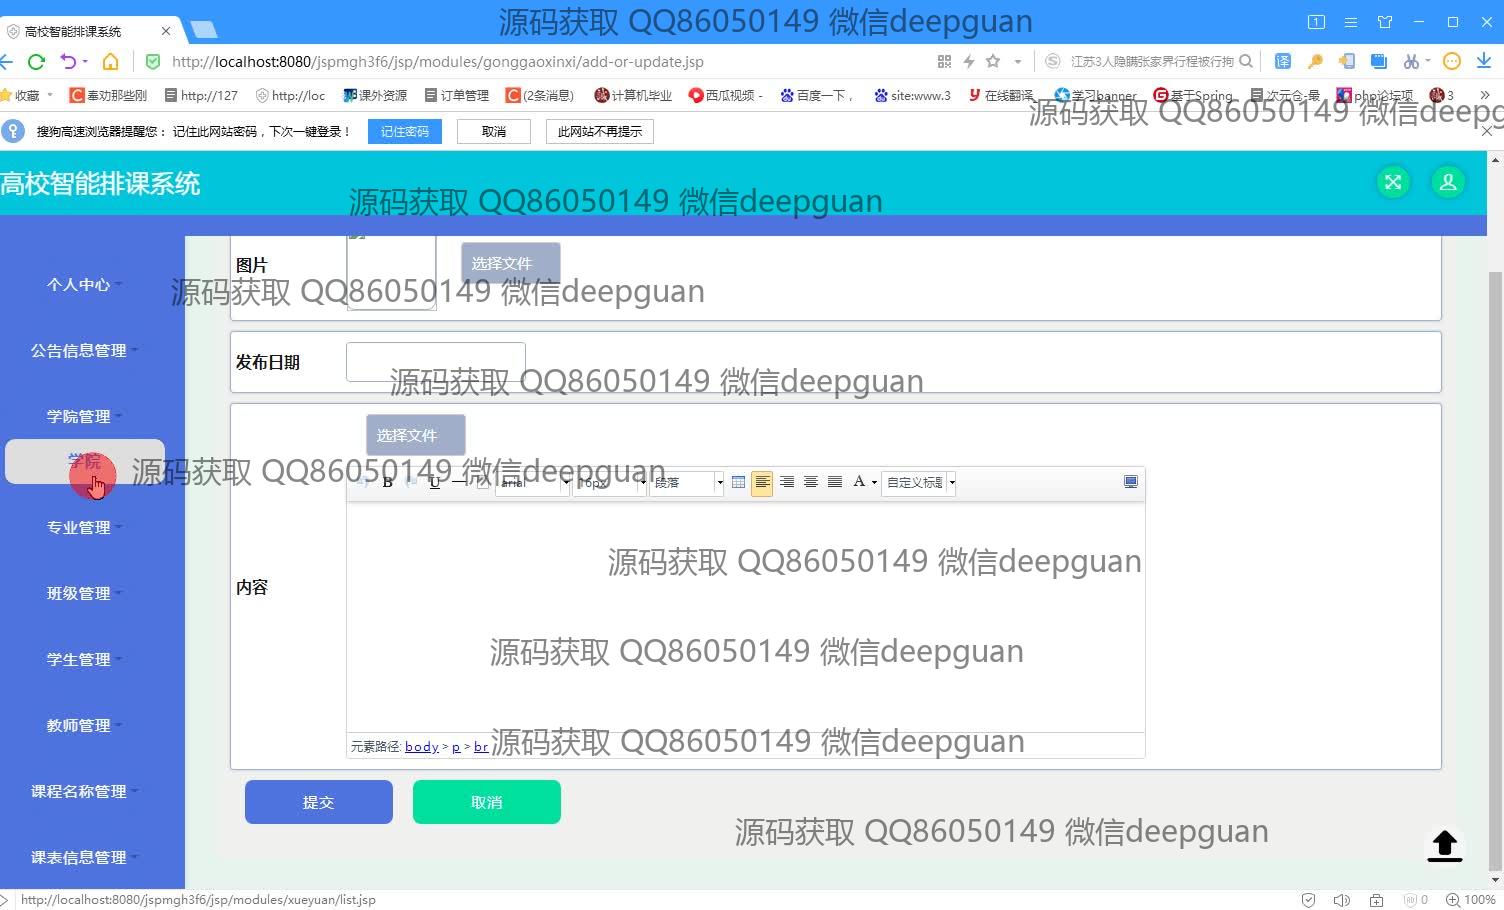 源码获取 QQ86050149 微信deepguan
高校智能排课系统
http://localhost:8080/jspmgh3f6/jsp/modules/gonggaoxinxi/add-or-update.jsp
江苏3人隐瞒张家界行程被行拘
收藏 奉劝那些刚 http://127 http://loc 课外资源 订单管理 (2条消息) 计算机毕业 西瓜视频 - 百度一下， site:www.3 在线翻译_ 学习banner 基于Spring 次元仓-最 php论坛项 3 »
源码获取 QQ86050149 微信deepg
搜狗高速浏览器提醒您： 记住此网站密码，下次一键登录！ 记住密码 取消 此网站不再提示
高校智能排课系统
源码获取 QQ86050149 微信deepguan
图片 选择文件
个人中心
源码获取 QQ86050149 微信deepguan
公告信息管理
发布日期
源码获取 QQ86050149 微信deepguan
学院管理
选择文件
学院
源码获取 QQ86050149 微信deepguan
B U arial 16px 段落 A 自定义标题
专业管理
源码获取 QQ86050149 微信deepguan
内容
班级管理
源码获取 QQ86050149 微信deepguan
学生管理
教师管理
元素路径: body > p > br
源码获取 QQ86050149 微信deepguan
课程名称管理
提交 取消
源码获取 QQ86050149 微信deepguan
课表信息管理
http://localhost:8080/jspmgh3f6/jsp/modules/xueyuan/list.jsp
0 100%